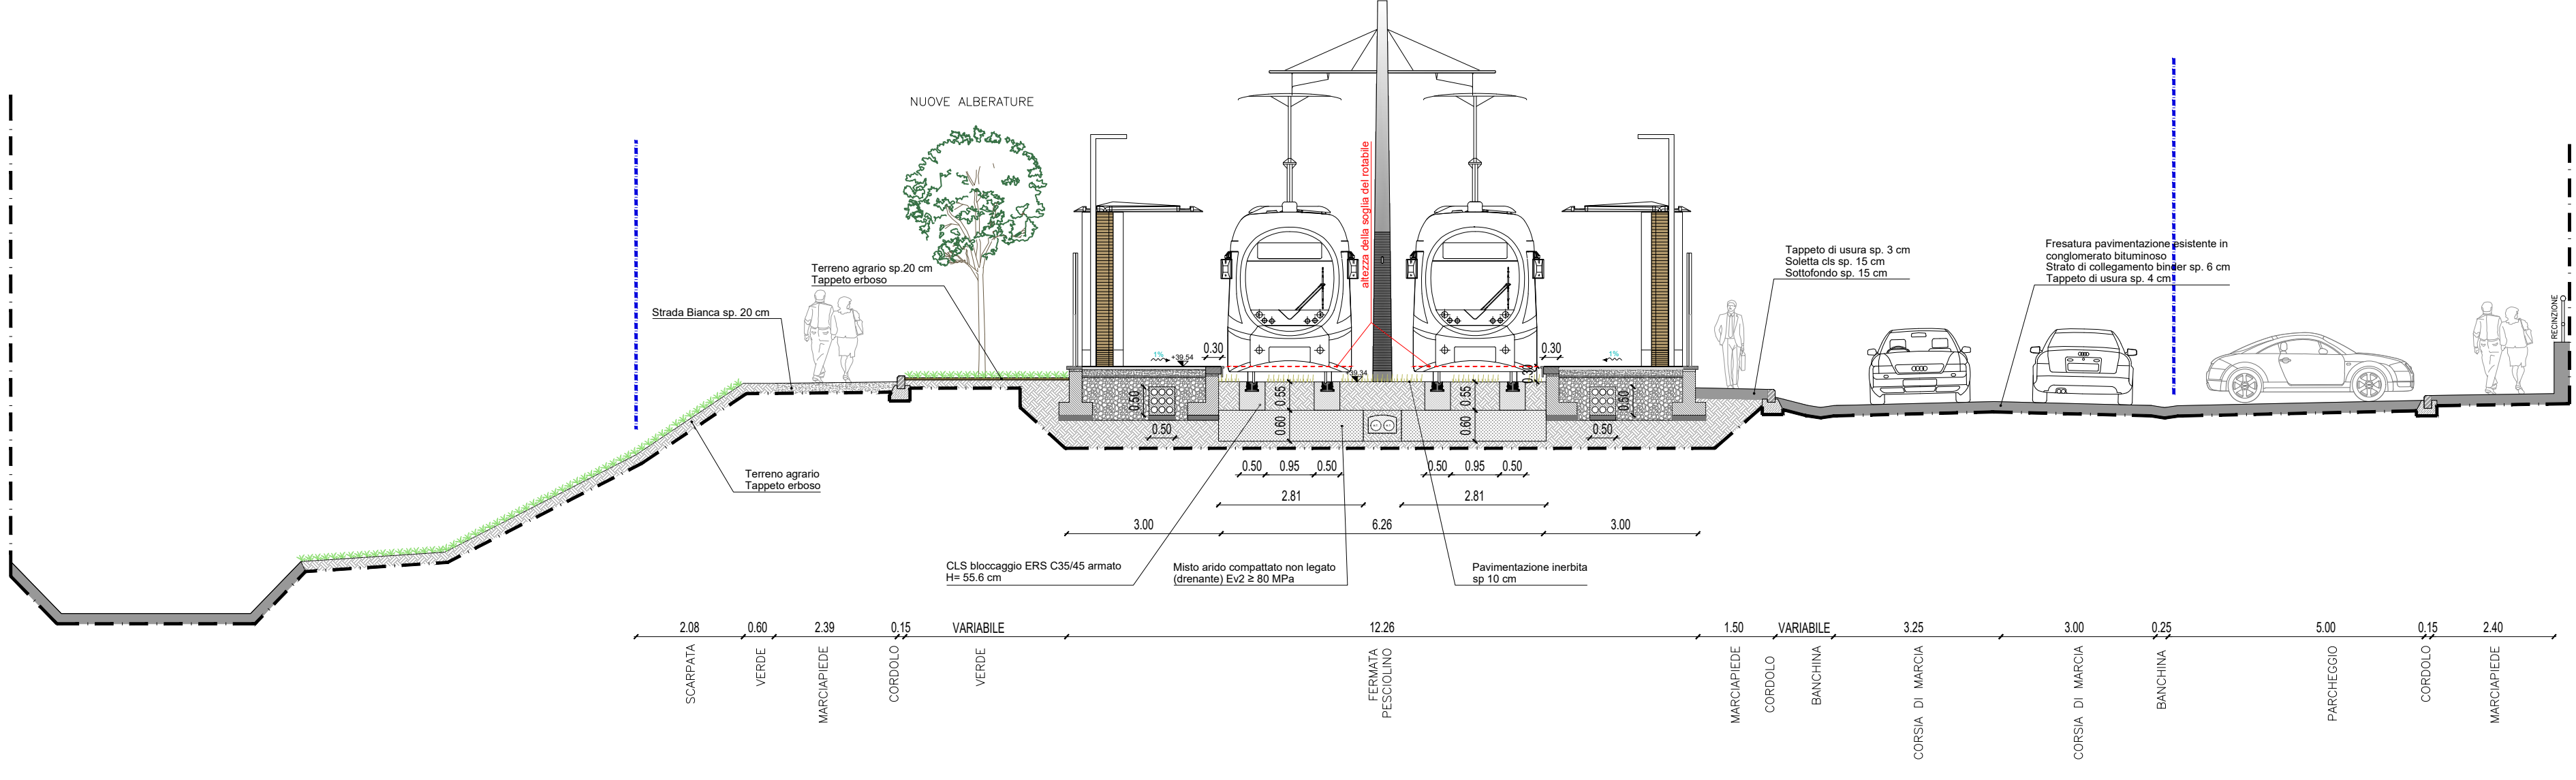 NUOVE ALBERATURE
altezza della soglia del rotabile
Terreno agrario sp.20 cm
Tappeto erboso
Strada Bianca sp. 20 cm
Tappeto di usura sp. 3 cm
Soletta cls sp. 15 cm
Sottofondo sp. 15 cm
Fresatura pavimentazione esistente in
conglomerato bituminoso
Strato di collegamento binder sp. 6 cm
Tappeto di usura sp. 4 cm
RECINZIONE
1%
+39.54
0.30
39.34
0.30
1%
0.50
0.55
0.55
0.50
0.50
0.60
0.60
0.50
Terreno agrario
Tappeto erboso
0.50 0.95 0.50
0.50 0.95 0.50
2.81
2.81
3.00
6.26
3.00
CLS bloccaggio ERS C35/45 armato
H= 55.6 cm
Misto arido compattato non legato
(drenante) Ev2 ≥ 80 MPa
Pavimentazione inerbita
sp 10 cm
2.08 0.60 2.39 0.15 VARIABILE 12.26 1.50 VARIABILE 3.25 3.00 0.25 5.00 0.15 2.40
SCARPATA
VERDE
MARCIAPIEDE
CORDOLO
VERDE
FERMATA
PESCIOLINO
MARCIAPIEDE
CORDOLO
BANCHINA
CORSIA DI MARCIA
CORSIA DI MARCIA
BANCHINA
PARCHEGGIO
CORDOLO
MARCIAPIEDE